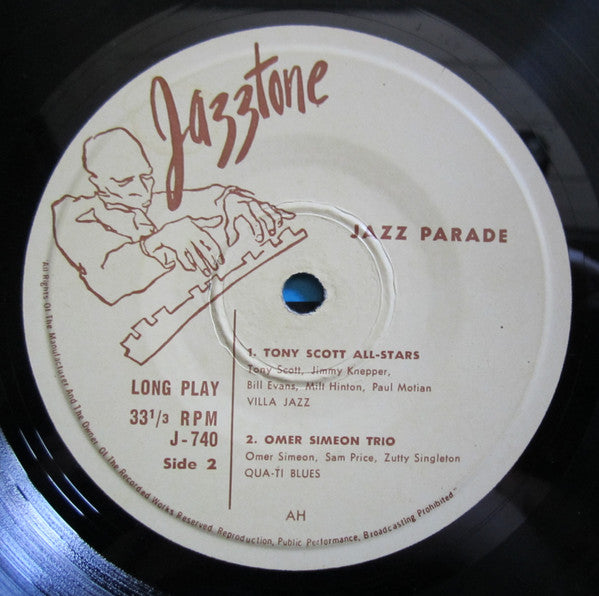 Jazztone
JAZZ PARADE
1. TONY SCOTT ALL-STARS
Tony Scott, Jimmy Knepper,
Bill Evans, Milt Hinton, Paul Motian
VILLA JAZZ
2. OMER SIMEON TRIO
Omer Simeon, Sam Price, Zutty Singleton
QUA-TI BLUES
LONG PLAY
33 1/3 RPM
J-740
Side 2
AH
All Rights Of The Manufacturer And The Owner Of The Recorded Works Reserved. Reproduction, Public Performance, Broadcasting Prohibited.